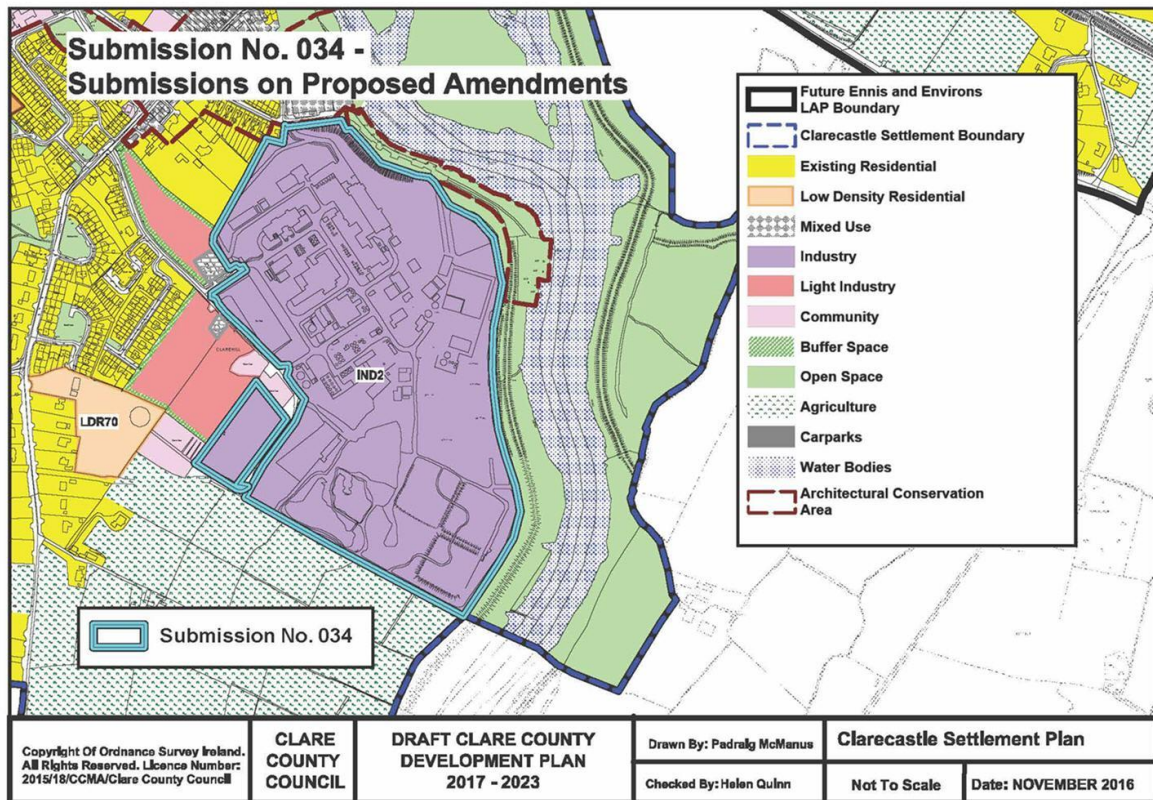 Submission No. 034 -
Submissions on Proposed Amendments
Future Ennis and Environs
LAP Boundary
Clarecastle Settlement Boundary
Existing Residential
Low Density Residential
Mixed Use
Industry
Light Industry
Community
Buffer Space
Open Space
Agriculture
Carparks
Water Bodies
Architectural Conservation
Area
CLAREHILL
IND2
LDR70
Submission No. 034
Copyright Of Ordnance Survey Ireland.
All Rights Reserved. Licence Number:
2015/18/CCMA/Clare County Council
CLARE
COUNTY
COUNCIL
DRAFT CLARE COUNTY
DEVELOPMENT PLAN
2017 - 2023
Drawn By: Padraig McManus
Checked By: Helen Quinn
Clarecastle Settlement Plan
Not To Scale
Date: NOVEMBER 2016